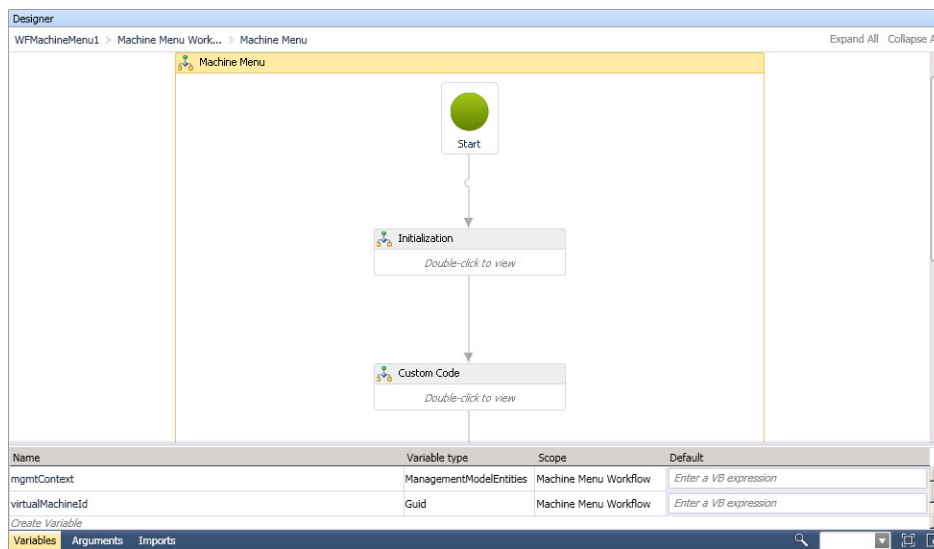 Designer
WFMachineMenu1 > Machine Menu Work... > Machine Menu Expand All Collapse A
Machine Menu
Start
Initialization
Double-click to view
Custom Code
Double-click to view
Name Variable type Scope Default
mgmtContext ManagementModelEntities Machine Menu Workflow Enter a VB expression
virtualMachineId Guid Machine Menu Workflow Enter a VB expression
Create Variable
Variables Arguments Imports